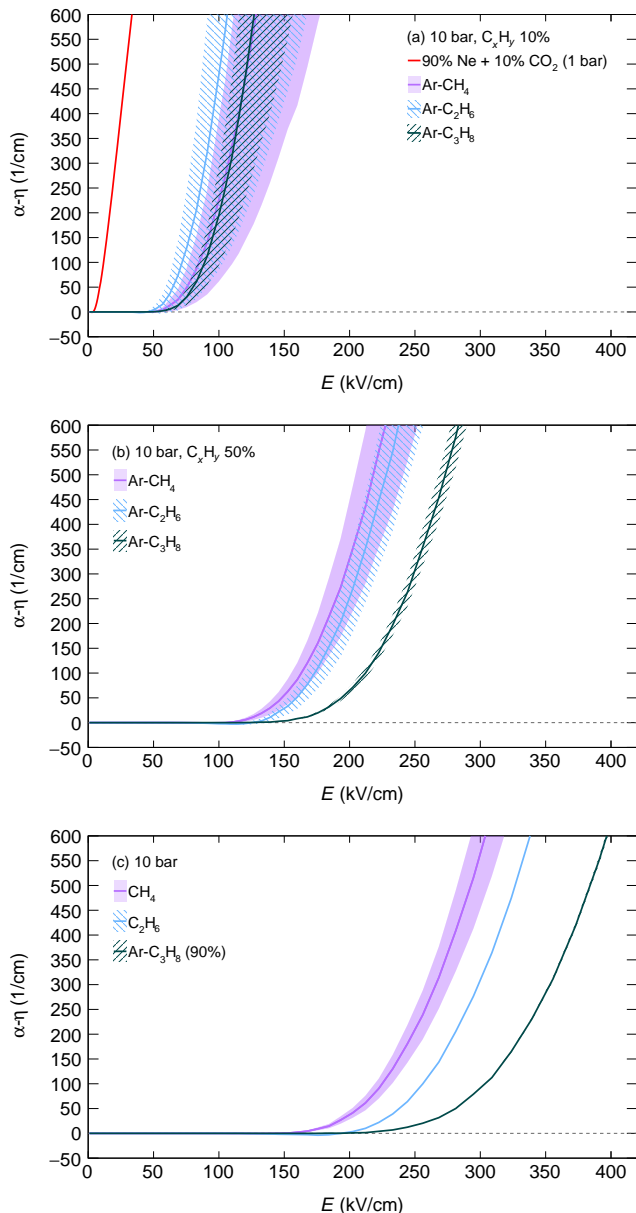 600
550
500
450
400
350
300
250
200
150
100
50
0
−50
α-η (1/cm)
(a) 10 bar, CxHy 10%
90% Ne + 10% CO2 (1 bar)
Ar-CH4
Ar-C2H6
Ar-C3H8
0 50 100 150 200 250 300 350 400
E (kV/cm)
600
550
500
450
400
350
300
250
200
150
100
50
0
−50
α-η (1/cm)
(b) 10 bar, CxHy 50%
Ar-CH4
Ar-C2H6
Ar-C3H8
0 50 100 150 200 250 300 350 400
E (kV/cm)
600
550
500
450
400
350
300
250
200
150
100
50
0
−50
α-η (1/cm)
(c) 10 bar
CH4
C2H6
Ar-C3H8 (90%)
0 50 100 150 200 250 300 350 400
E (kV/cm)